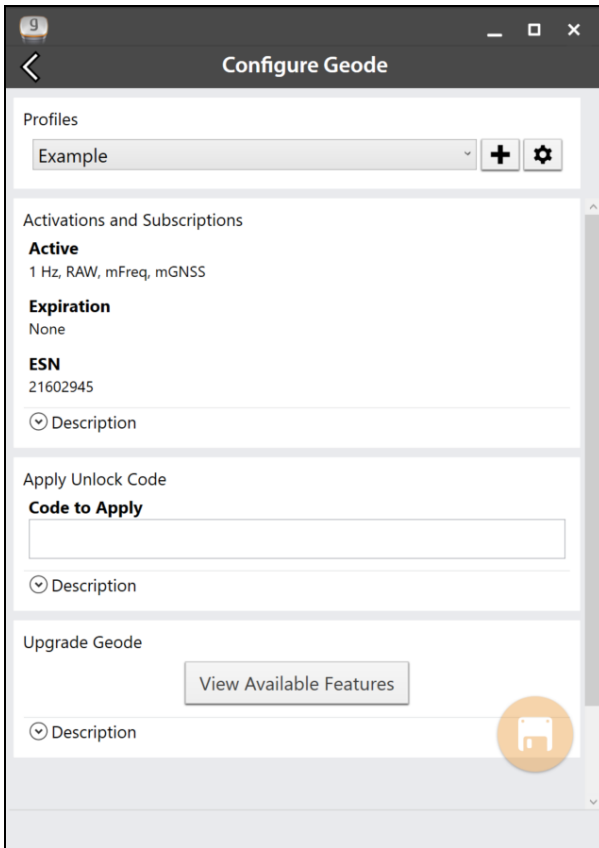 g
Configure Geode
Profiles
Example
Activations and Subscriptions
Active
1 Hz, RAW, mFreq, mGNSS
Expiration
None
ESN
21602945
Description
Apply Unlock Code
Code to Apply
Description
Upgrade Geode
View Available Features
Description